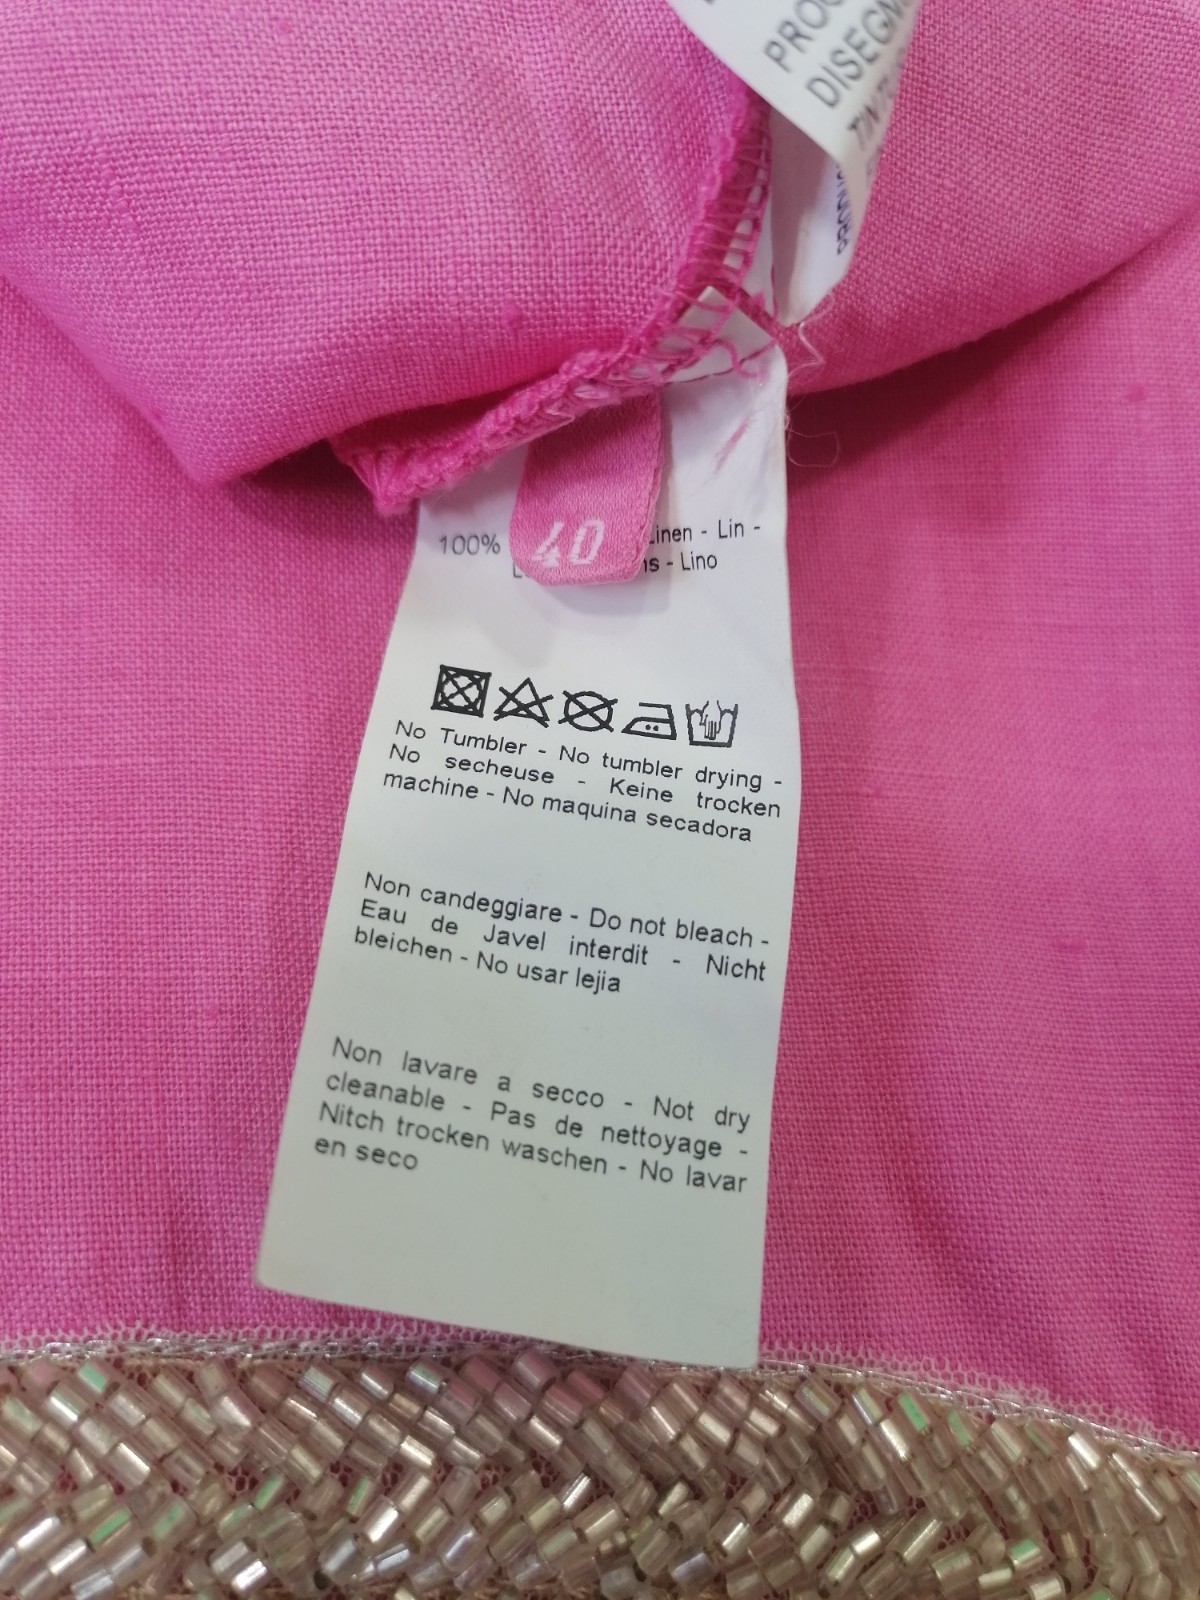 PROD
DISEGN
40
100% Linen - Lin -
- Lino
No Tumbler - No tumbler drying -
No secheuse - Keine trocken
machine - No maquina secadora
Non candeggiare - Do not bleach -
Eau de Javel interdit - Nicht
bleichen - No usar lejia
Non lavare a secco - Not dry
cleanable - Pas de nettoyage -
Nitch trocken waschen - No lavar
en seco